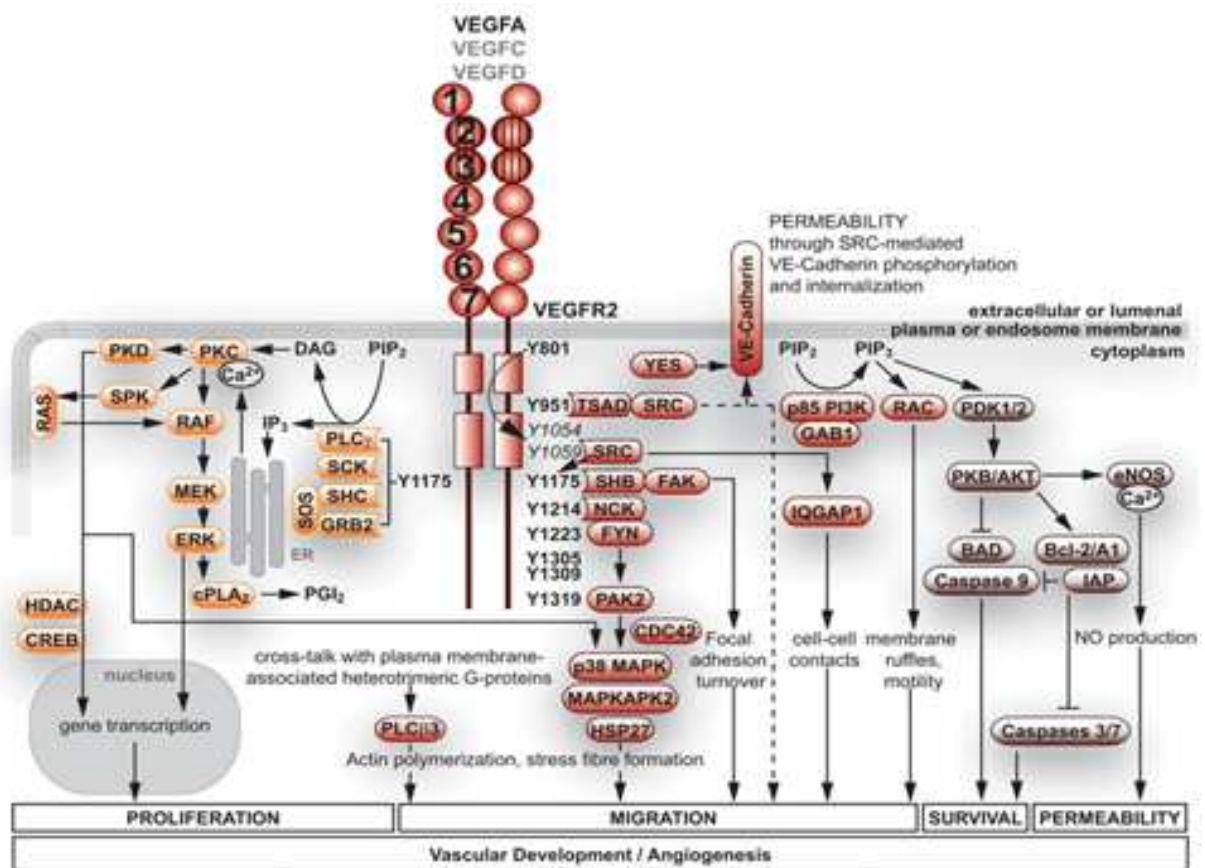 VEGFA
VEGFC
VEGFD
1
2
3
4
5
6
7
VEGFR2
PERMEABILITY
through SRC-mediated
VE-Cadherin phosphorylation
and internalization
VE-Cadherin
extracellular or lumenal
plasma or endosome membrane
cytoplasm
PKD
PKC
DAG
PIP₂
Ca²⁺
SPK
RAS
RAF
IP₃
PLCγ
SCK
SHC
GRB2
SOS
Y1175
MEK
ERK
ER
cPLA₂
PGI₂
HDAC
CREB
nucleus
gene transcription
Y801
Y951
TSAD
SRC
Y1054
Y1059
SRC
Y1175
SHB
FAK
Y1214
NCK
Y1223
FYN
Y1305
Y1309
Y1319
PAK2
CDC42
p38 MAPK
MAPKAPK2
HSP27
cross-talk with plasma membrane-
associated heterotrimeric G-proteins
PLCβ3
Actin polymerization, stress fibre formation
YES
PIP₂
PIP₃
p85 PI3K
GAB1
RAC
PDK1/2
IQGAP1
PKB/AKT
eNOS
Ca²⁺
BAD
Bcl-2/A1
Caspase 9
IAP
Focal
adhesion
turnover
cell-cell
contacts
membrane
ruffles,
motility
NO production
Caspases 3/7
PROLIFERATION
MIGRATION
SURVIVAL
PERMEABILITY
Vascular Development / Angiogenesis